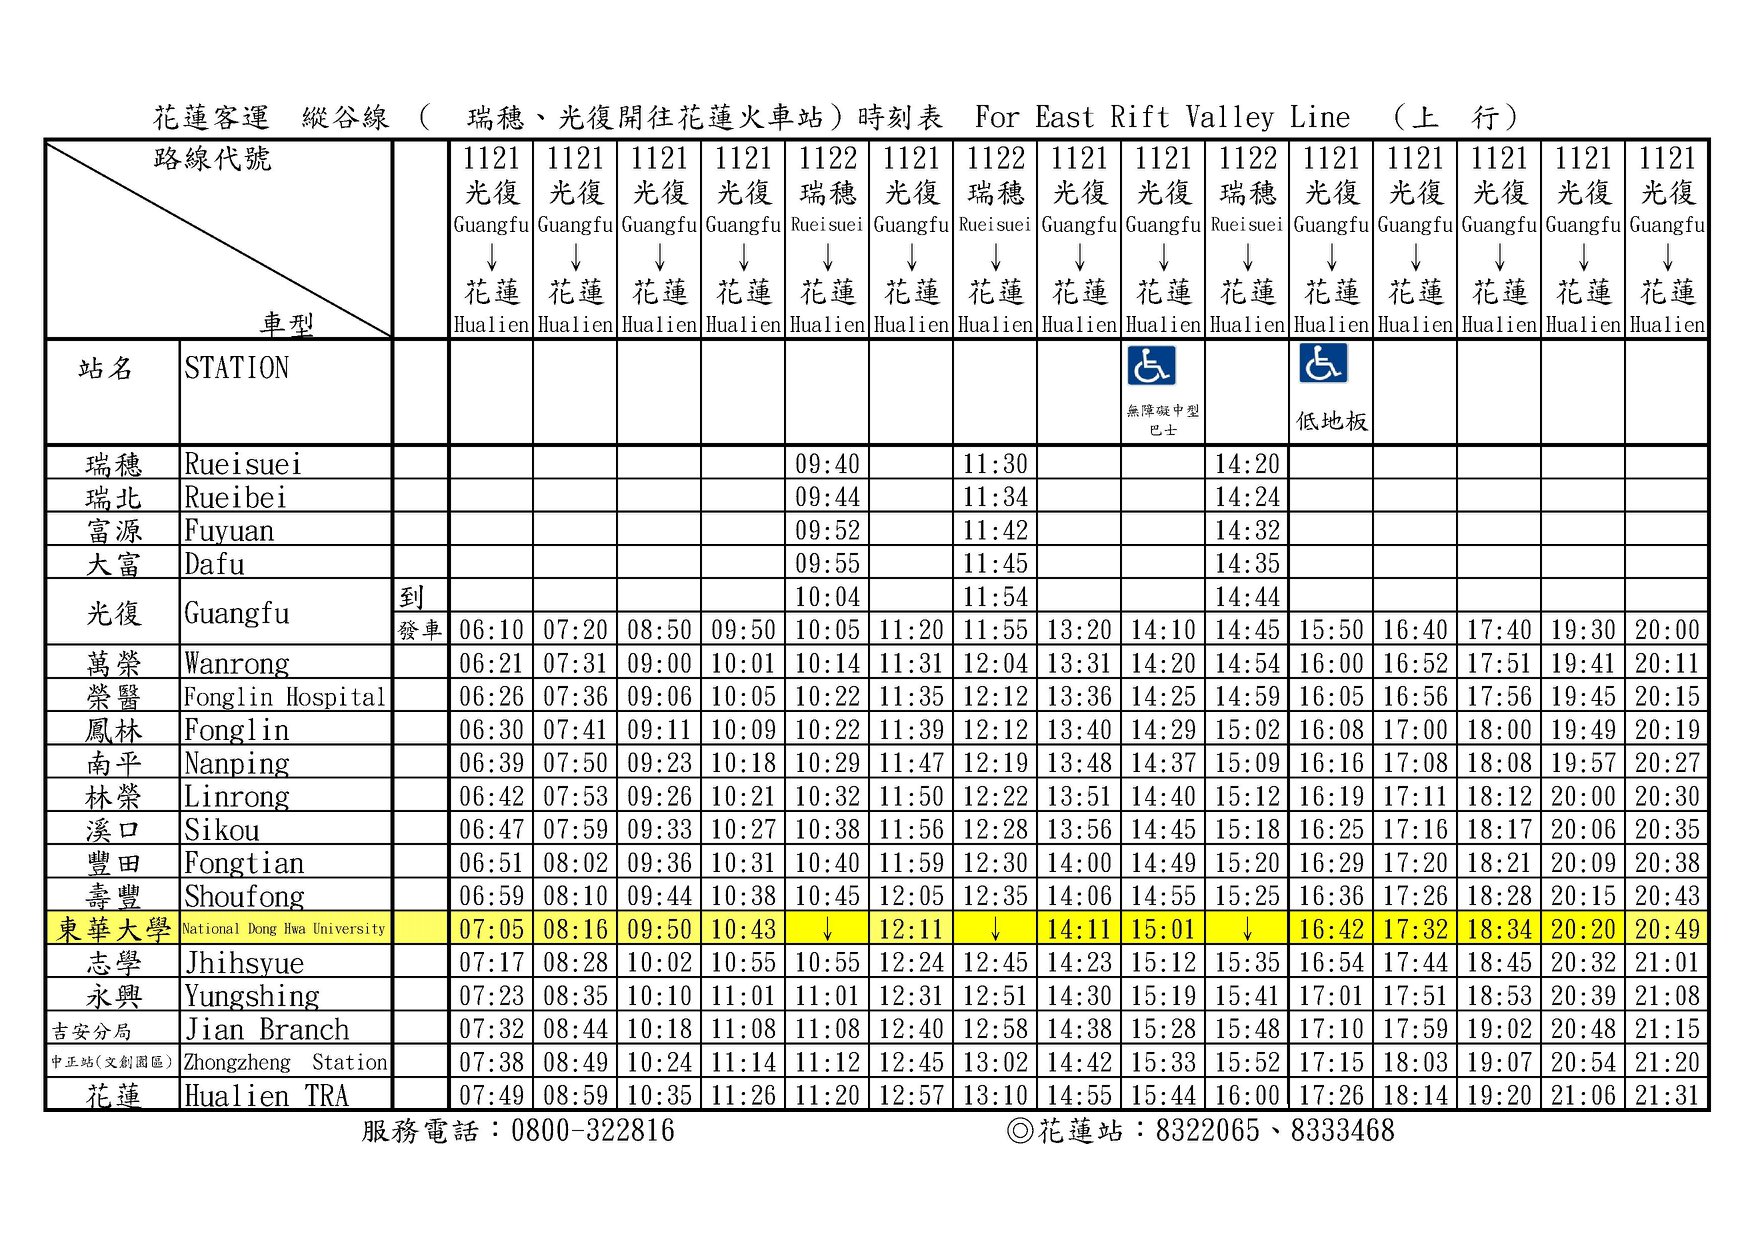 花蓮客運　縱谷線　(　瑞穗、光復開往花蓮火車站)時刻表　For East Rift Valley Line　(上　行)
路線代號 1121 1121 1121 1121 1122 1121 1122 1121 1121 1122 1121 1121 1121 1121 1121
光復 光復 光復 光復 瑞穗 光復 瑞穗 光復 光復 瑞穗 光復 光復 光復 光復 光復
Guangfu Guangfu Guangfu Guangfu Rueisuei Guangfu Rueisuei Guangfu Guangfu Rueisuei Guangfu Guangfu Guangfu Guangfu Guangfu
↓ ↓ ↓ ↓ ↓ ↓ ↓ ↓ ↓ ↓ ↓ ↓ ↓ ↓ ↓
花蓮 花蓮 花蓮 花蓮 花蓮 花蓮 花蓮 花蓮 花蓮 花蓮 花蓮 花蓮 花蓮 花蓮 花蓮
車型 Hualien Hualien Hualien Hualien Hualien Hualien Hualien Hualien Hualien Hualien Hualien Hualien Hualien Hualien Hualien
站名 STATION
無障礙中型
巴士
低地板
瑞穗 Rueisuei 09:40 11:30 14:20
瑞北 Rueibei 09:44 11:34 14:24
富源 Fuyuan 09:52 11:42 14:32
大富 Dafu 09:55 11:45 14:35
光復 Guangfu 到 10:04 11:54 14:44
發車 06:10 07:20 08:50 09:50 10:05 11:20 11:55 13:20 14:10 14:45 15:50 16:40 17:40 19:30 20:00
萬榮 Wanrong 06:21 07:31 09:00 10:01 10:14 11:31 12:04 13:31 14:20 14:54 16:00 16:52 17:51 19:41 20:11
榮醫 Fonglin Hospital 06:26 07:36 09:06 10:05 10:22 11:35 12:12 13:36 14:25 14:59 16:05 16:56 17:56 19:45 20:15
鳳林 Fonglin 06:30 07:41 09:11 10:09 10:22 11:39 12:12 13:40 14:29 15:02 16:08 17:00 18:00 19:49 20:19
南平 Nanping 06:39 07:50 09:23 10:18 10:29 11:47 12:19 13:48 14:37 15:09 16:16 17:08 18:08 19:57 20:27
林榮 Linrong 06:42 07:53 09:26 10:21 10:32 11:50 12:22 13:51 14:40 15:12 16:19 17:11 18:12 20:00 20:30
溪口 Sikou 06:47 07:59 09:33 10:27 10:38 11:56 12:28 13:56 14:45 15:18 16:25 17:16 18:17 20:06 20:35
豐田 Fongtian 06:51 08:02 09:36 10:31 10:40 11:59 12:30 14:00 14:49 15:20 16:29 17:20 18:21 20:09 20:38
壽豐 Shoufong 06:59 08:10 09:44 10:38 10:45 12:05 12:35 14:06 14:55 15:25 16:36 17:26 18:28 20:15 20:43
東華大學 National Dong Hwa University 07:05 08:16 09:50 10:43 ↓ 12:11 ↓ 14:11 15:01 ↓ 16:42 17:32 18:34 20:20 20:49
志學 Jhihsyue 07:17 08:28 10:02 10:55 10:55 12:24 12:45 14:23 15:12 15:35 16:54 17:44 18:45 20:32 21:01
永興 Yungshing 07:23 08:35 10:10 11:01 11:01 12:31 12:51 14:30 15:19 15:41 17:01 17:51 18:53 20:39 21:08
吉安分局 Jian Branch 07:32 08:44 10:18 11:08 11:08 12:40 12:58 14:38 15:28 15:48 17:10 17:59 19:02 20:48 21:15
中正站(文創園區) Zhongzheng Station 07:38 08:49 10:24 11:14 11:12 12:45 13:02 14:42 15:33 15:52 17:15 18:03 19:07 20:54 21:20
花蓮 Hualien TRA 07:49 08:59 10:35 11:26 11:20 12:57 13:10 14:55 15:44 16:00 17:26 18:14 19:20 21:06 21:31
服務電話：0800-322816　◎花蓮站：8322065、8333468